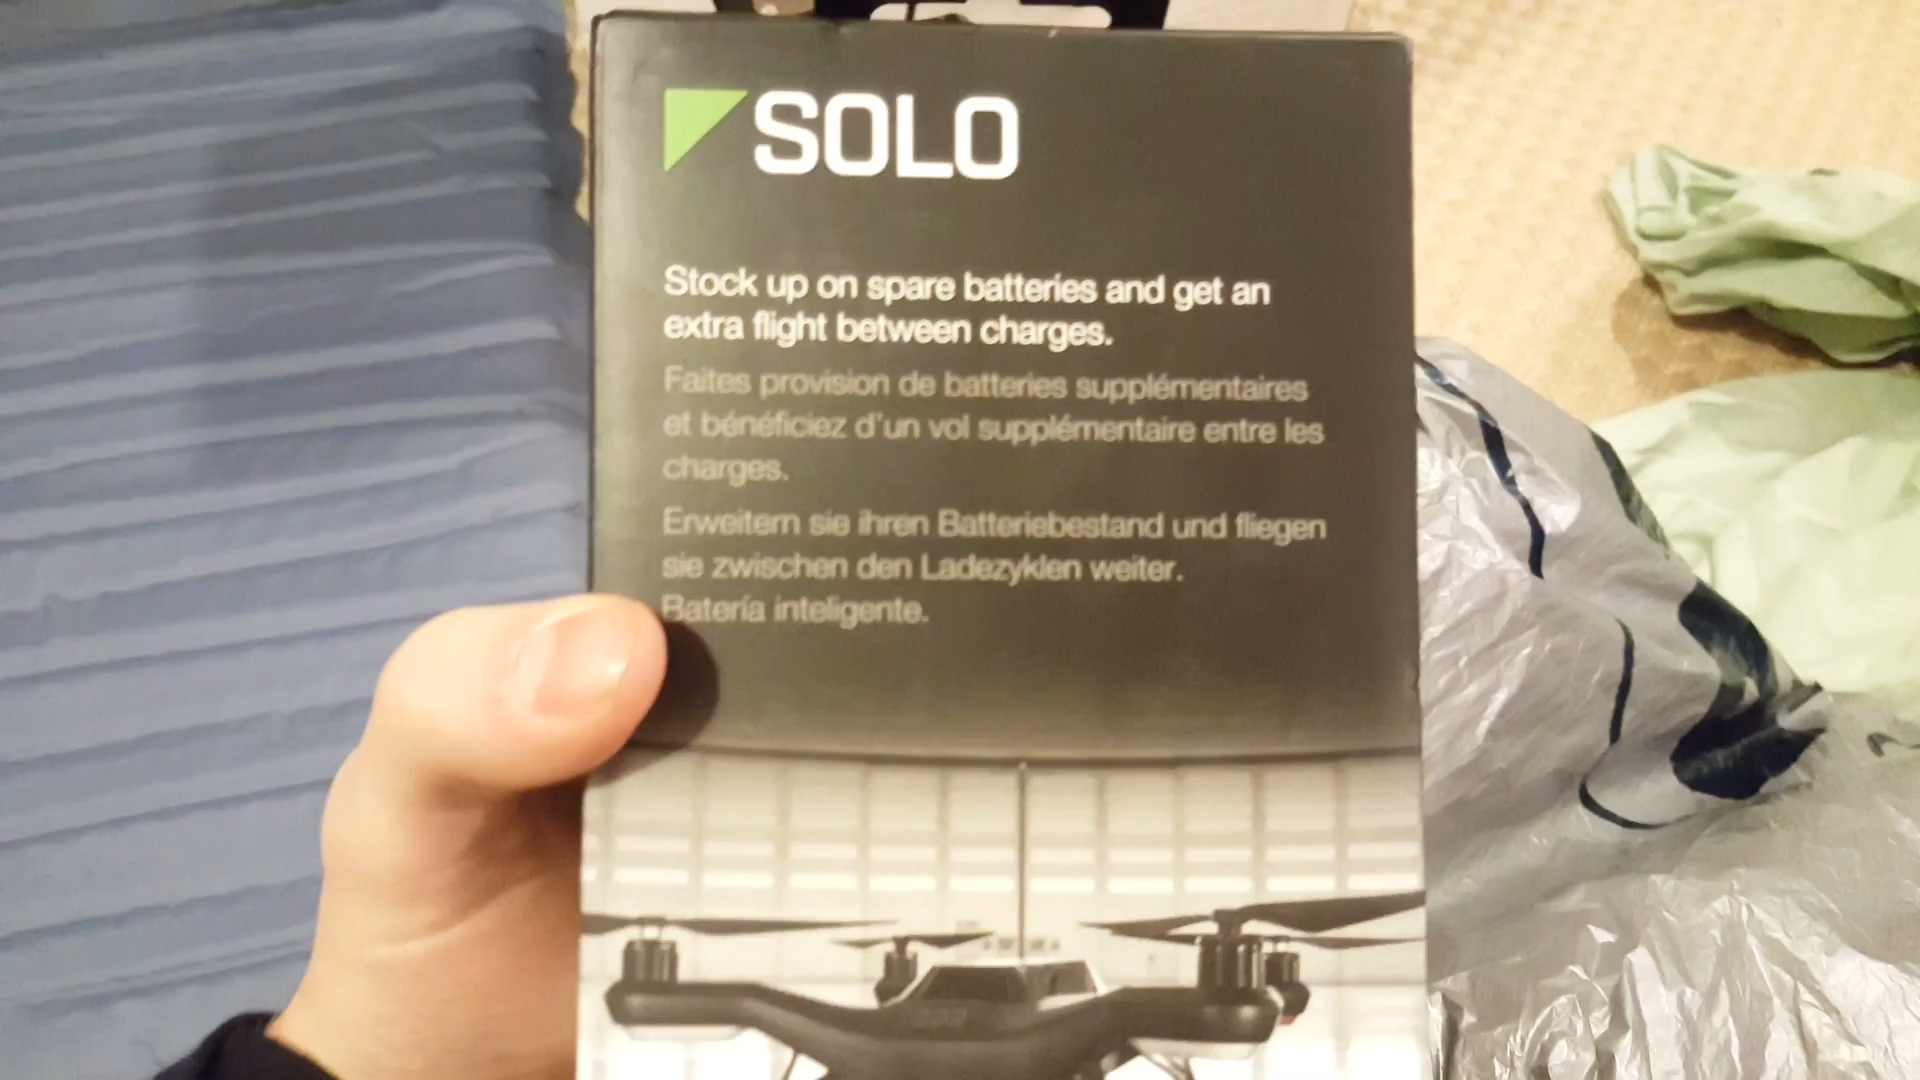 SOLO
Stock up on spare batteries and get an
extra flight between charges.
Faites provision de batteries supplémentaires
et bénéficiez d'un vol supplémentaire entre les
charges.
Erweitern sie ihren Batteriebestand und fliegen
sie zwischen den Ladezyklen weiter.
Batería inteligente.